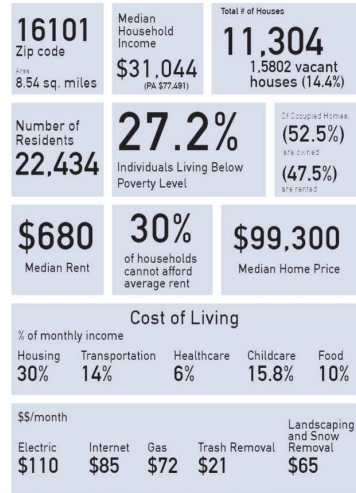 16101
Zip code
Area
8.54 sq. miles
Median
Household
Income
$31,044
(PA $77.491)
Total # of Houses
11,304
1,5802 vacant
houses (14.4%)
Number of
Residents
22,434
27.2%
Individuals Living Below
Poverty Level
Of Occupied Homes
(52.5%)
are owned
(47.5%)
are rented
$680
Median Rent
30%
of households
cannot afford
average rent
$99,300
Median Home Price
Cost of Living
% of monthly income
Housing Transportation Healthcare Childcare Food
30% 14% 6% 15.8% 10%
$$/month
Electric Internet Gas Trash Removal Landscaping and Snow Removal
$110 $85 $72 $21 $65